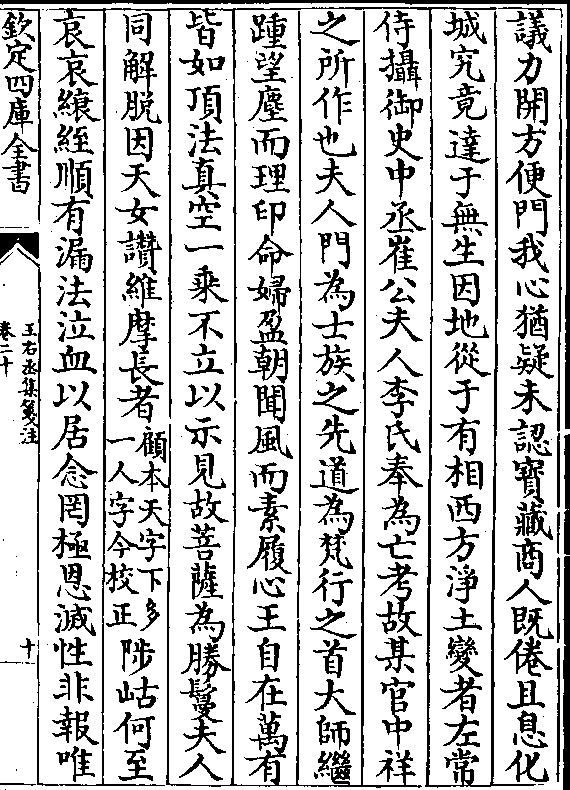 議力開方便門我心猶疑未認寶藏商人既倦且息化
城究竟達于無生因地從于有相西方淨土變者左常
侍攝御史中丞崔公夫人李氏奉為亡考故某官中祥
之所作也夫人門為士族之先道為梵行之首大師繼
踵望塵而理印命婦盈朝聞風而素履心王自在萬有
皆如頂法真空一乘不立以示見故菩薩為勝鬘夫人
同解脫因天女讚維摩長者顧本天字下多一人字今校正陟岵何至
哀哀縗絰順有漏法泣血以居念罔極恩滅性非報唯
欽定四庫全書
王右丞集箋注
卷二十
十